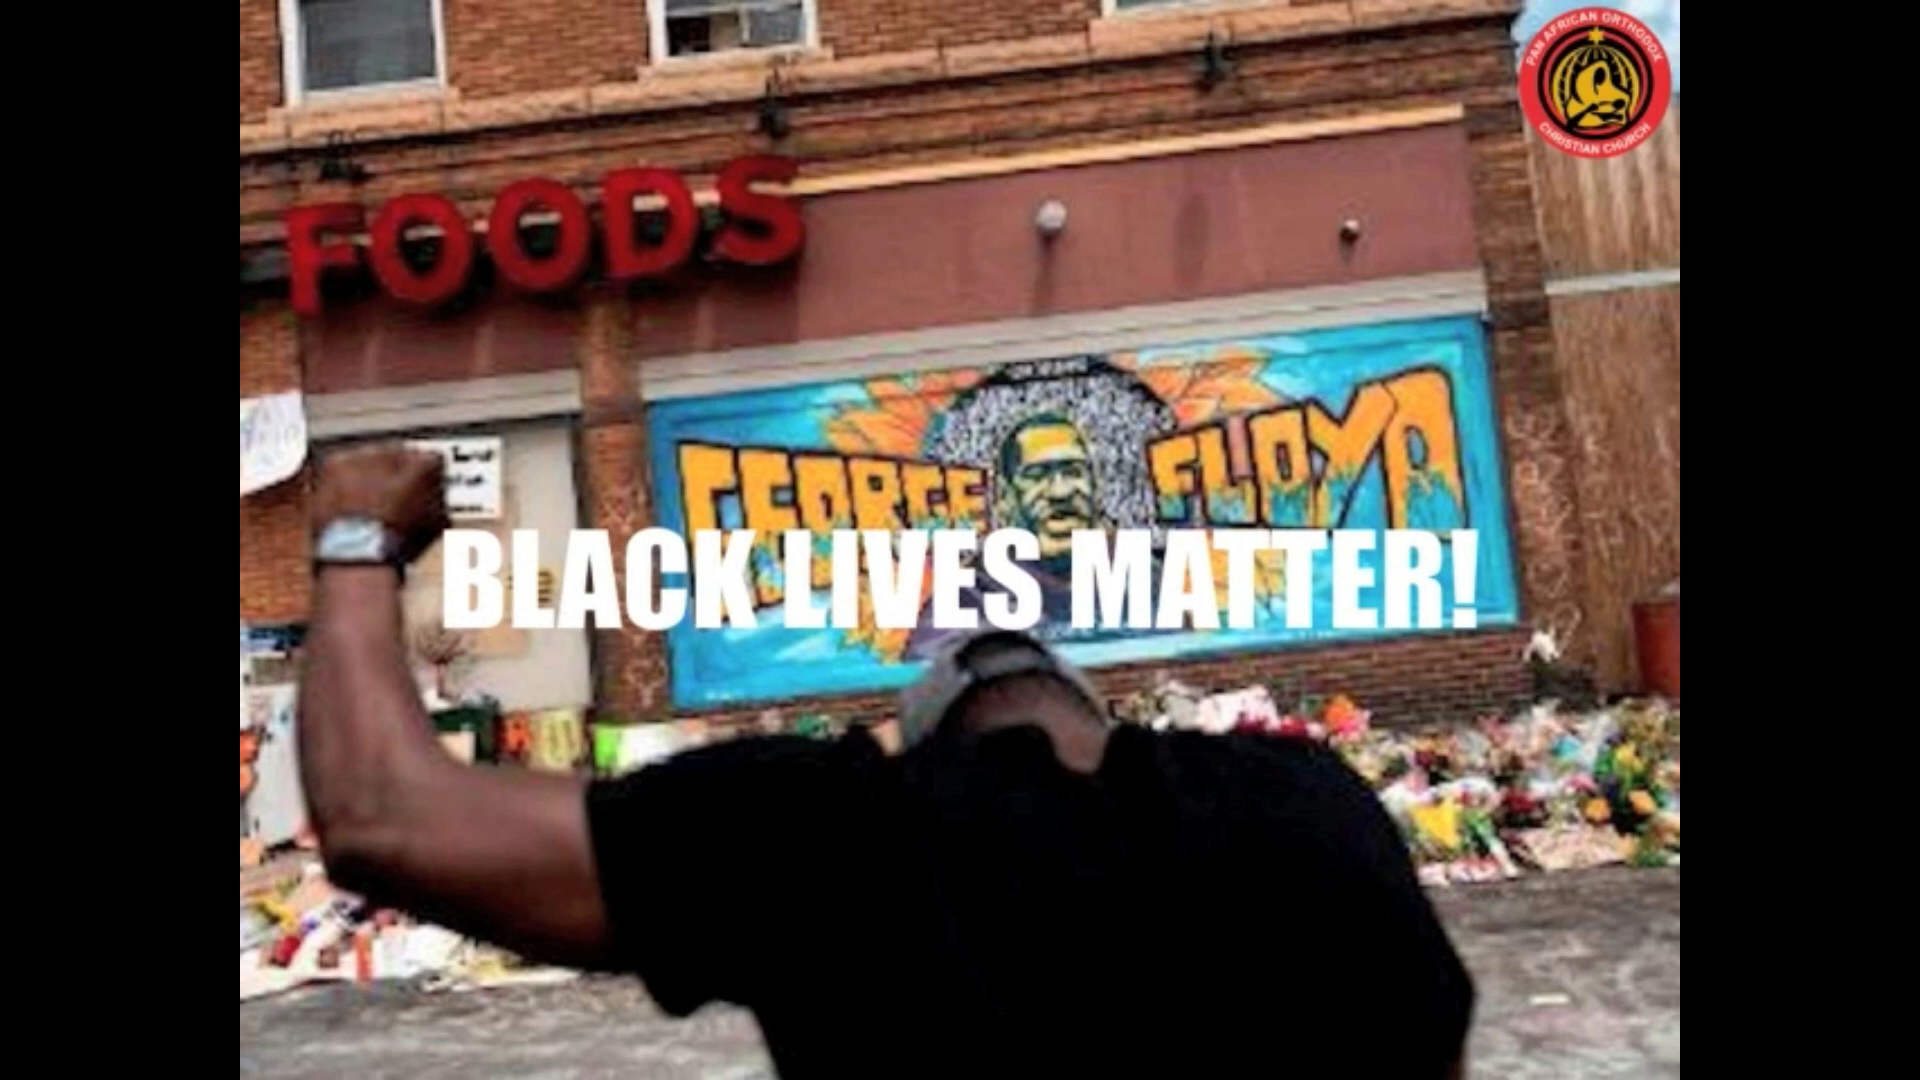 PAN AFRICAN ORTHODOX
CHRISTIAN CHURCH
FOODS
GEORGE FLOYD
BLACK LIVES MATTER!